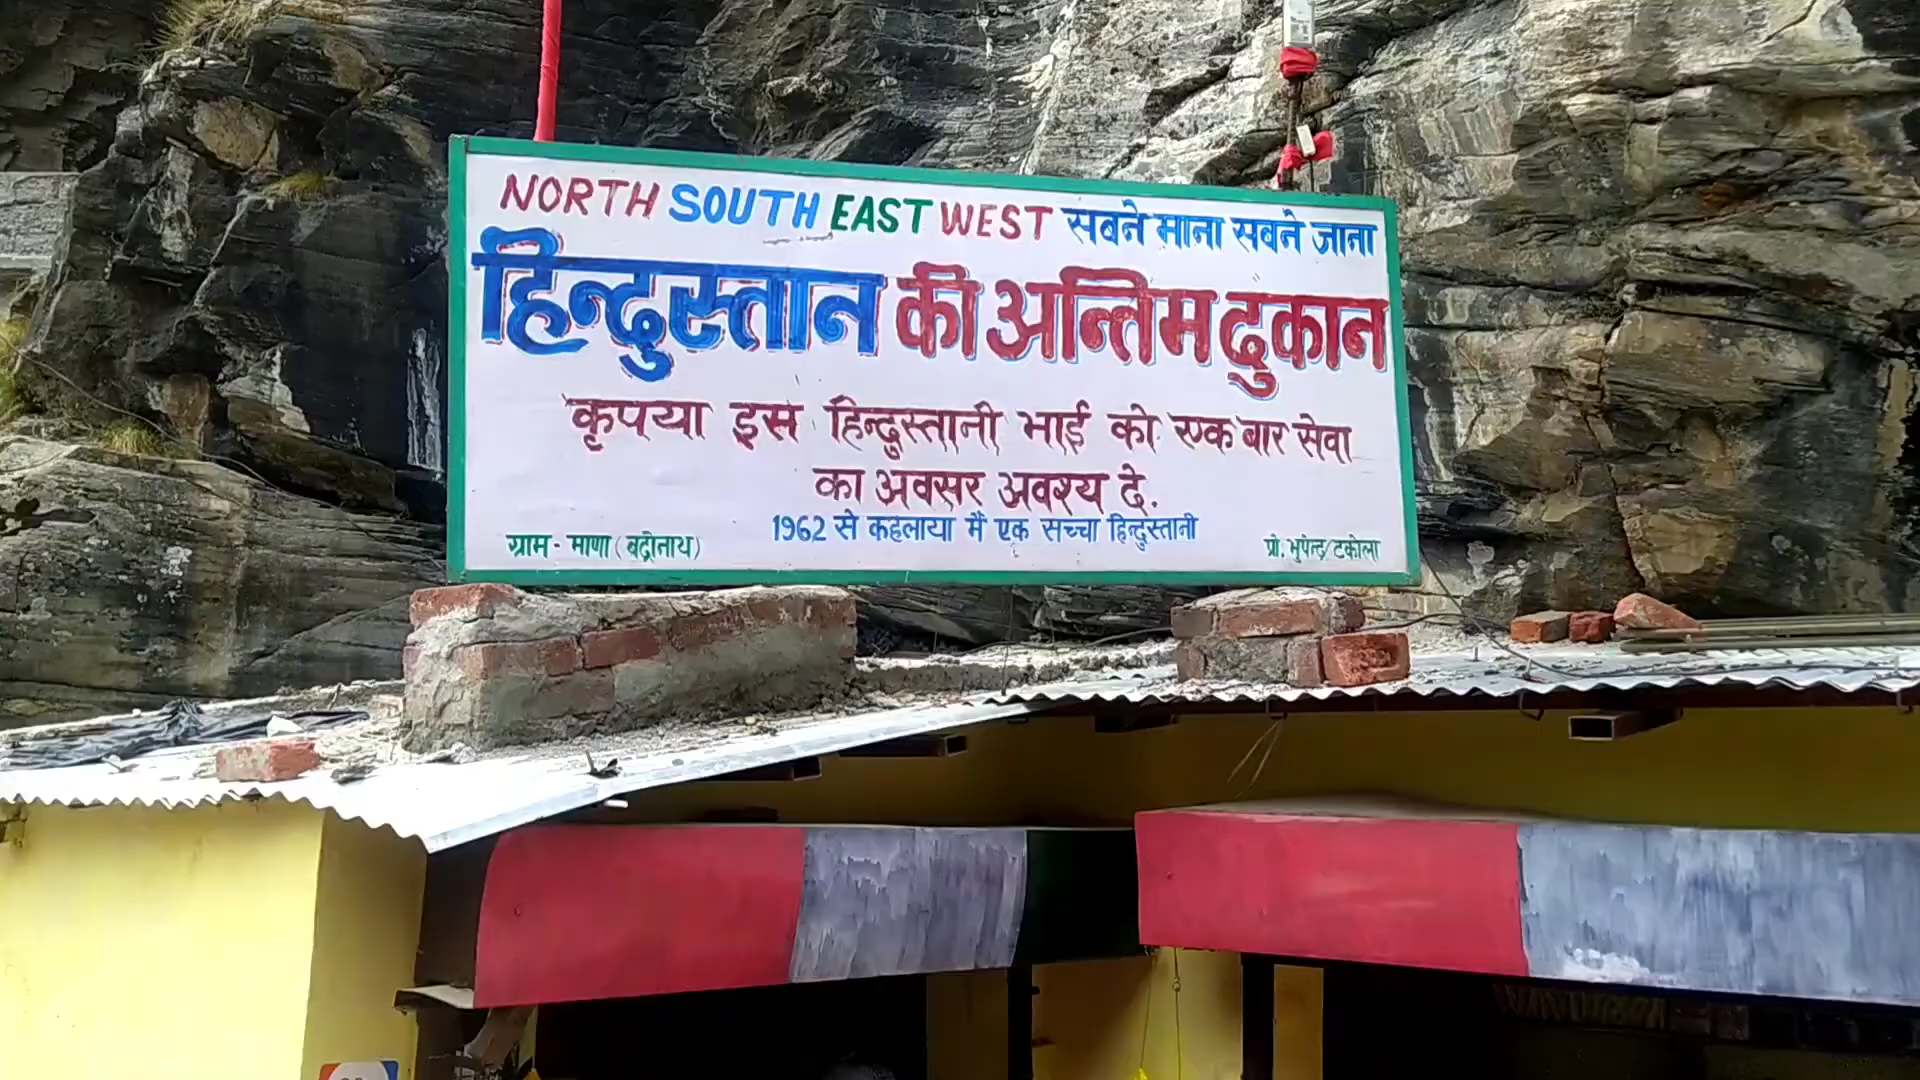 NORTH SOUTH EAST WEST सबने माना सबने जाना
हिन्दुस्तान की अन्तिम दुकान
कृपया इस हिन्दुस्तानी भाई को एक बार सेवा
का अवसर अवश्य दे.
1962 से कहलाया मैं एक सच्चा हिन्दुस्तानी
ग्राम - माणा (बद्रीनाथ)
प्रो. भुपेन्द्र टकोला